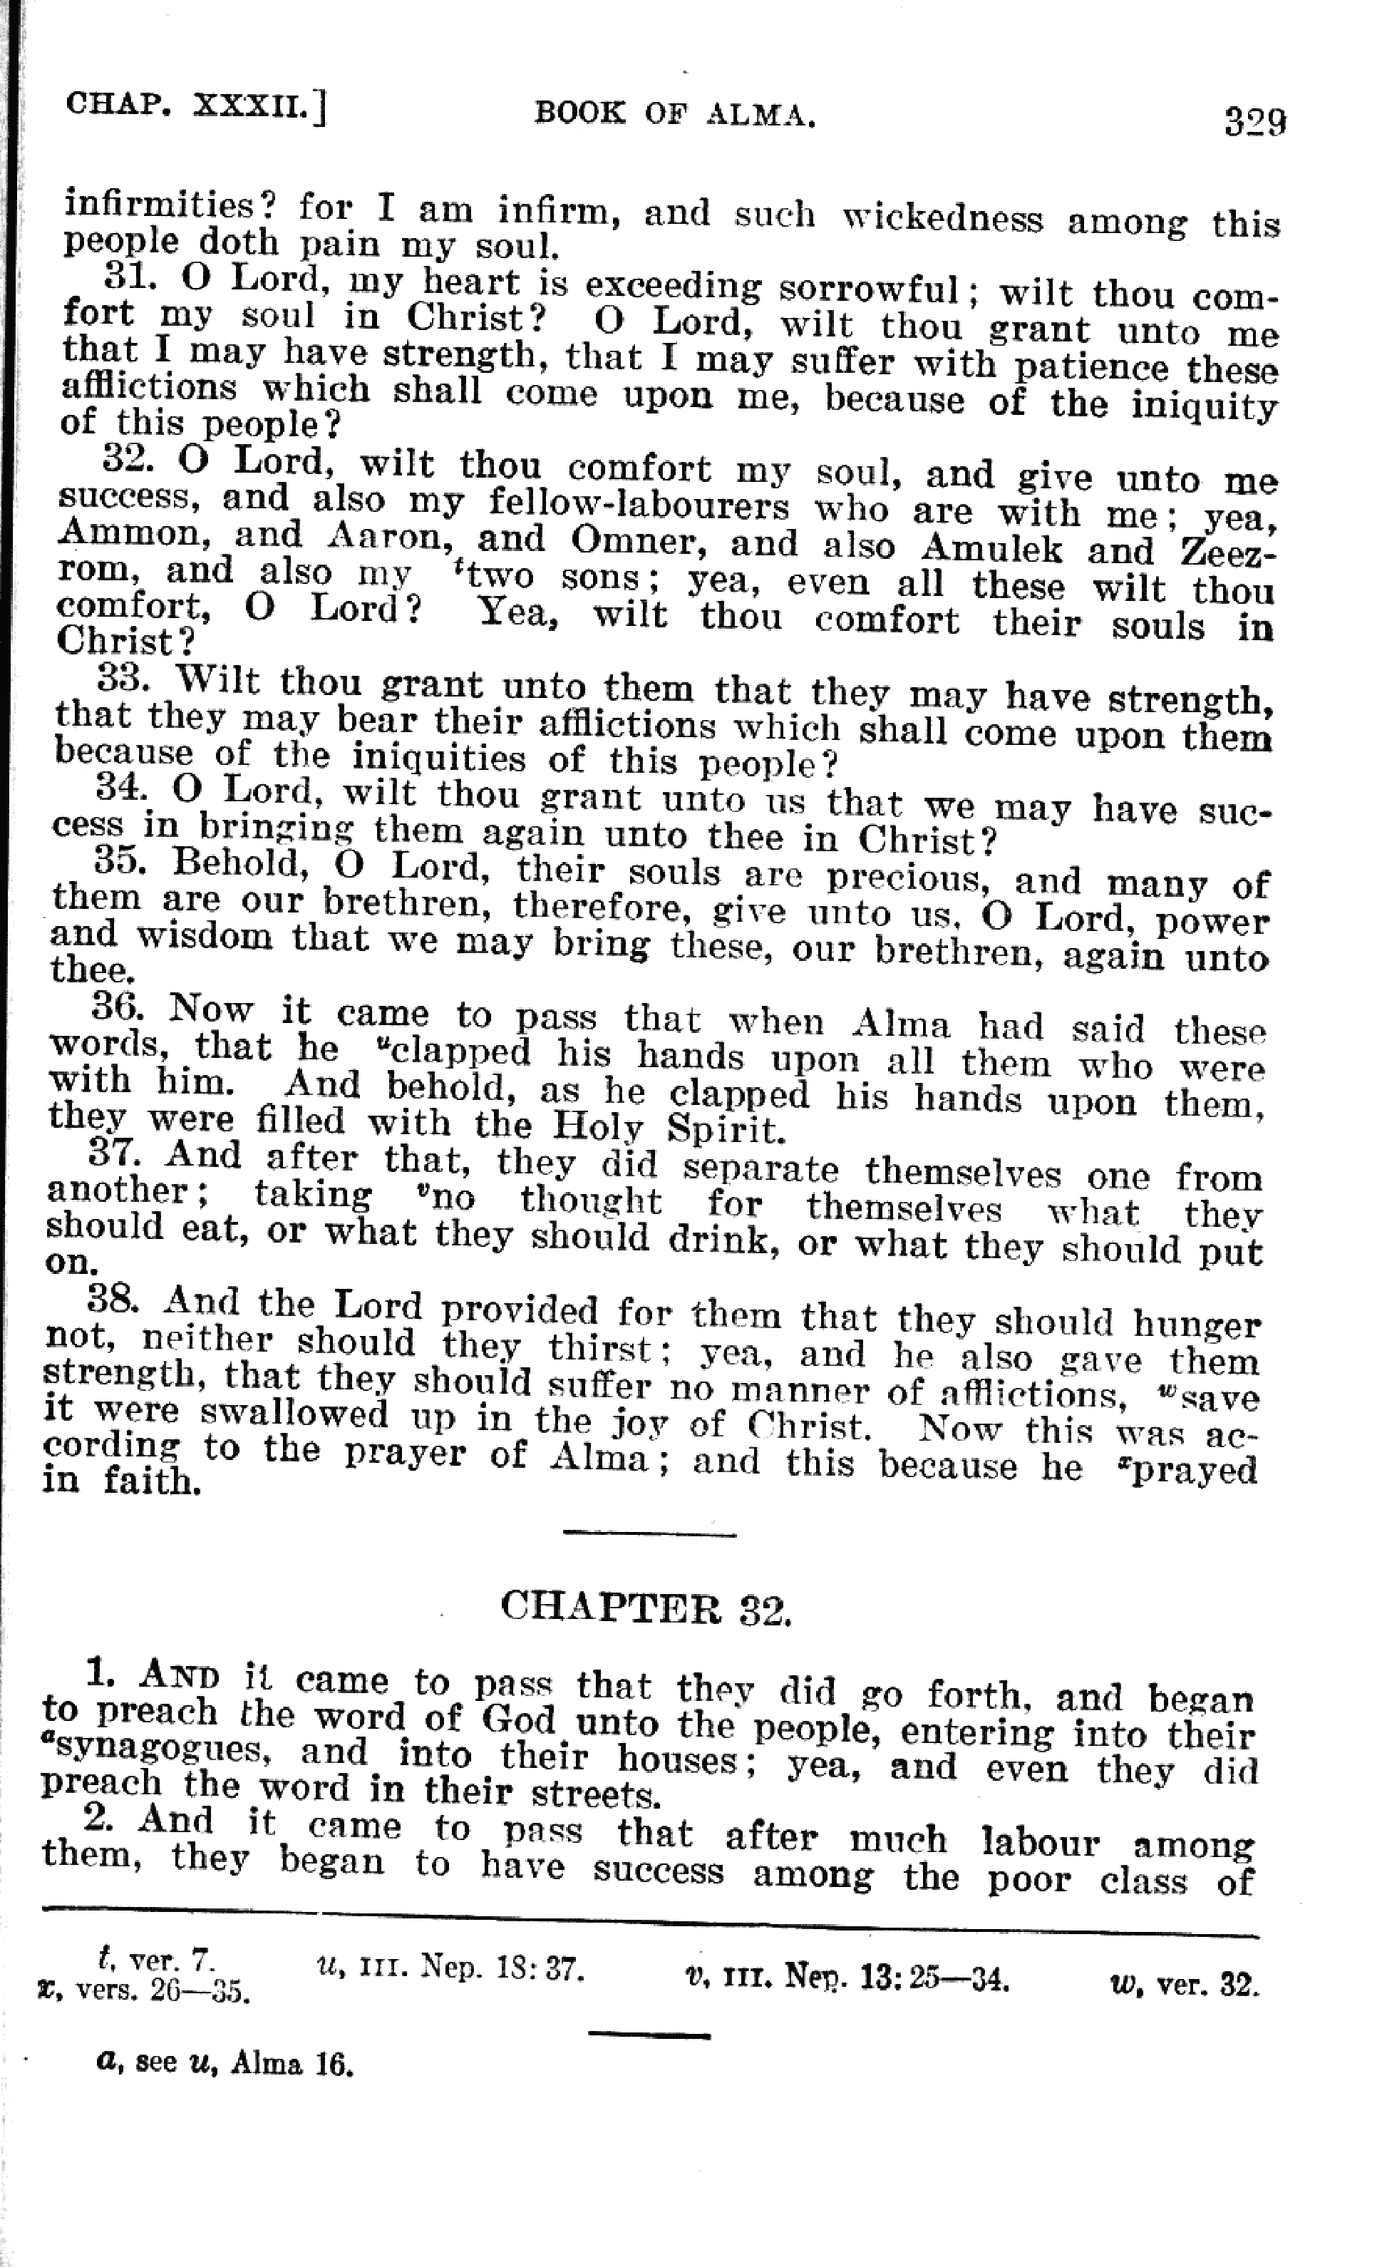 CHAP. XXXII.] BOOK OF ALMA. 329
infirmities? for I am infirm, and such wickedness among this
people doth pain my soul.
31. O Lord, my heart is exceeding sorrowful; wilt thou com-
fort my soul in Christ? O Lord, wilt thou grant unto me
that I may have strength, that I may suffer with patience these
afflictions which shall come upon me, because of the iniquity
of this people?
32. O Lord, wilt thou comfort my soul, and give unto me
success, and also my fellow-labourers who are with me; yea,
Ammon, and Aaron, and Omner, and also Amulek and Zeez-
rom, and also my ᵗtwo sons; yea, even all these wilt thou
comfort, O Lord? Yea, wilt thou comfort their souls in
Christ?
33. Wilt thou grant unto them that they may have strength,
that they may bear their afflictions which shall come upon them
because of the iniquities of this people?
34. O Lord, wilt thou grant unto us that we may have suc-
cess in bringing them again unto thee in Christ?
35. Behold, O Lord, their souls are precious, and many of
them are our brethren, therefore, give unto us, O Lord, power
and wisdom that we may bring these, our brethren, again unto
thee.
36. Now it came to pass that when Alma had said these
words, that he ᵘclapped his hands upon all them who were
with him. And behold, as he clapped his hands upon them,
they were filled with the Holy Spirit.
37. And after that, they did separate themselves one from
another; taking ᵛno thought for themselves what they
should eat, or what they should drink, or what they should put
on.
38. And the Lord provided for them that they should hunger
not, neither should they thirst; yea, and he also gave them
strength, that they should suffer no manner of afflictions, ʷsave
it were swallowed up in the joy of Christ. Now this was ac-
cording to the prayer of Alma; and this because he ˣprayed
in faith.
CHAPTER 32.
1. AND it came to pass that they did go forth, and began
to preach the word of God unto the people, entering into their
ᵃsynagogues, and into their houses; yea, and even they did
preach the word in their streets.
2. And it came to pass that after much labour among
them, they began to have success among the poor class of
t, ver. 7. u, III. Nep. 18: 37. v, III. Nep. 13: 25—34. w, ver. 32.
x, vers. 26—35.
a, see u, Alma 16.